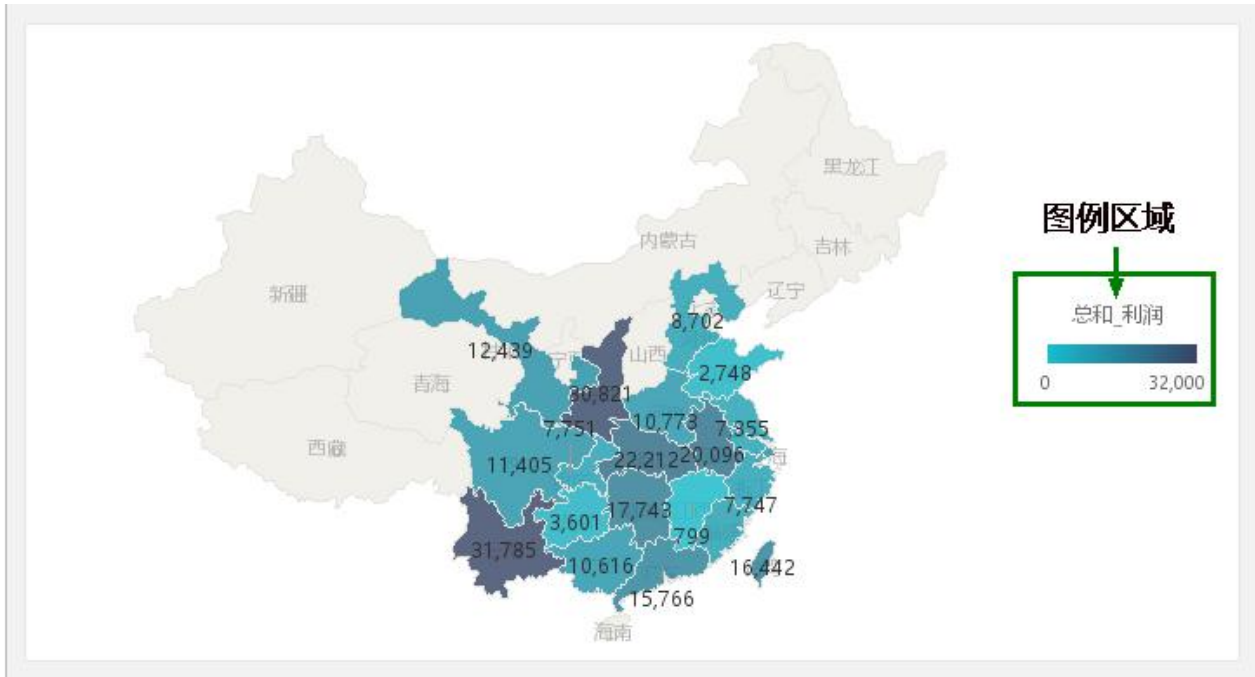 黑龙江
图例区域
内蒙古
吉林
辽宁
新疆
总和_利润
8,702
12,439
山西
2,748
0
32,000
青海
30,821
10,773
7,751
7,355
西藏
11,405
22,212
20,096
海
17,743
7,747
3,601
799
31,785
10,616
16,442
15,766
海南